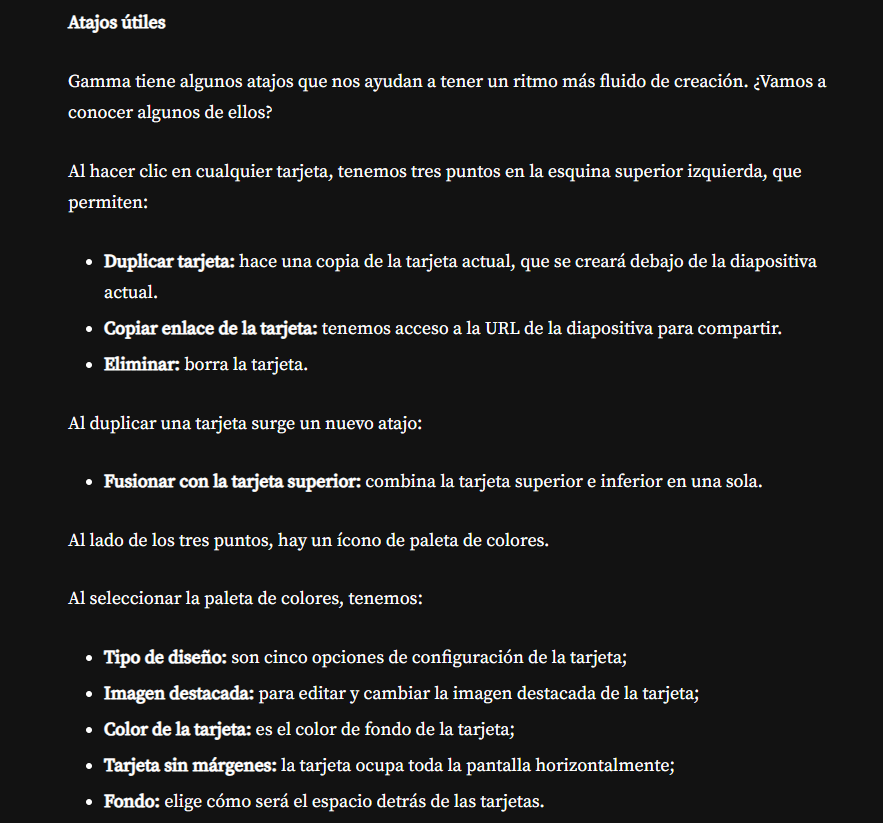 Atajos útiles
Gamma tiene algunos atajos que nos ayudan a tener un ritmo más fluido de creación. ¿Vamos a
conocer algunos de ellos?
Al hacer clic en cualquier tarjeta, tenemos tres puntos en la esquina superior izquierda, que
permiten:
• Duplicar tarjeta: hace una copia de la tarjeta actual, que se creará debajo de la diapositiva
actual.
• Copiar enlace de la tarjeta: tenemos acceso a la URL de la diapositiva para compartir.
• Eliminar: borra la tarjeta.
Al duplicar una tarjeta surge un nuevo atajo:
• Fusionar con la tarjeta superior: combina la tarjeta superior e inferior en una sola.
Al lado de los tres puntos, hay un ícono de paleta de colores.
Al seleccionar la paleta de colores, tenemos:
• Tipo de diseño: son cinco opciones de configuración de la tarjeta;
• Imagen destacada: para editar y cambiar la imagen destacada de la tarjeta;
• Color de la tarjeta: es el color de fondo de la tarjeta;
• Tarjeta sin márgenes: la tarjeta ocupa toda la pantalla horizontalmente;
• Fondo: elige cómo será el espacio detrás de las tarjetas.